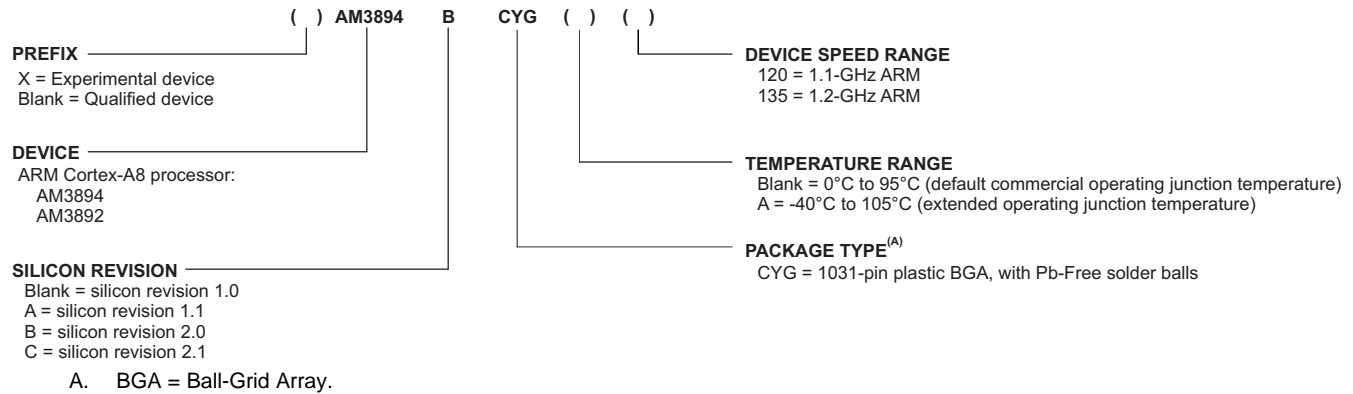 ( ) AM3894 B CYG ( ) ( )
PREFIX
X = Experimental device
Blank = Qualified device
DEVICE
ARM Cortex-A8 processor:
AM3894
AM3892
SILICON REVISION
Blank = silicon revision 1.0
A = silicon revision 1.1
B = silicon revision 2.0
C = silicon revision 2.1
DEVICE SPEED RANGE
120 = 1.1-GHz ARM
135 = 1.2-GHz ARM
TEMPERATURE RANGE
Blank = 0°C to 95°C (default commercial operating junction temperature)
A = -40°C to 105°C (extended operating junction temperature)
PACKAGE TYPE(A)
CYG = 1031-pin plastic BGA, with Pb-Free solder balls
A. BGA = Ball-Grid Array.